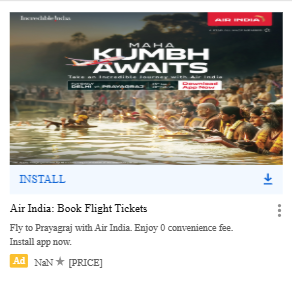 Incredible India
AIR INDIA
MAHA
KUMBH
AWAITS
Take an incredible journey with Air India
DELHI PRAYAGRAJ
Download
App Now
INSTALL
Air India: Book Flight Tickets
Fly to Prayagraj with Air India. Enjoy 0 convenience fee.
Install app now.
Ad NaN ★ [PRICE]